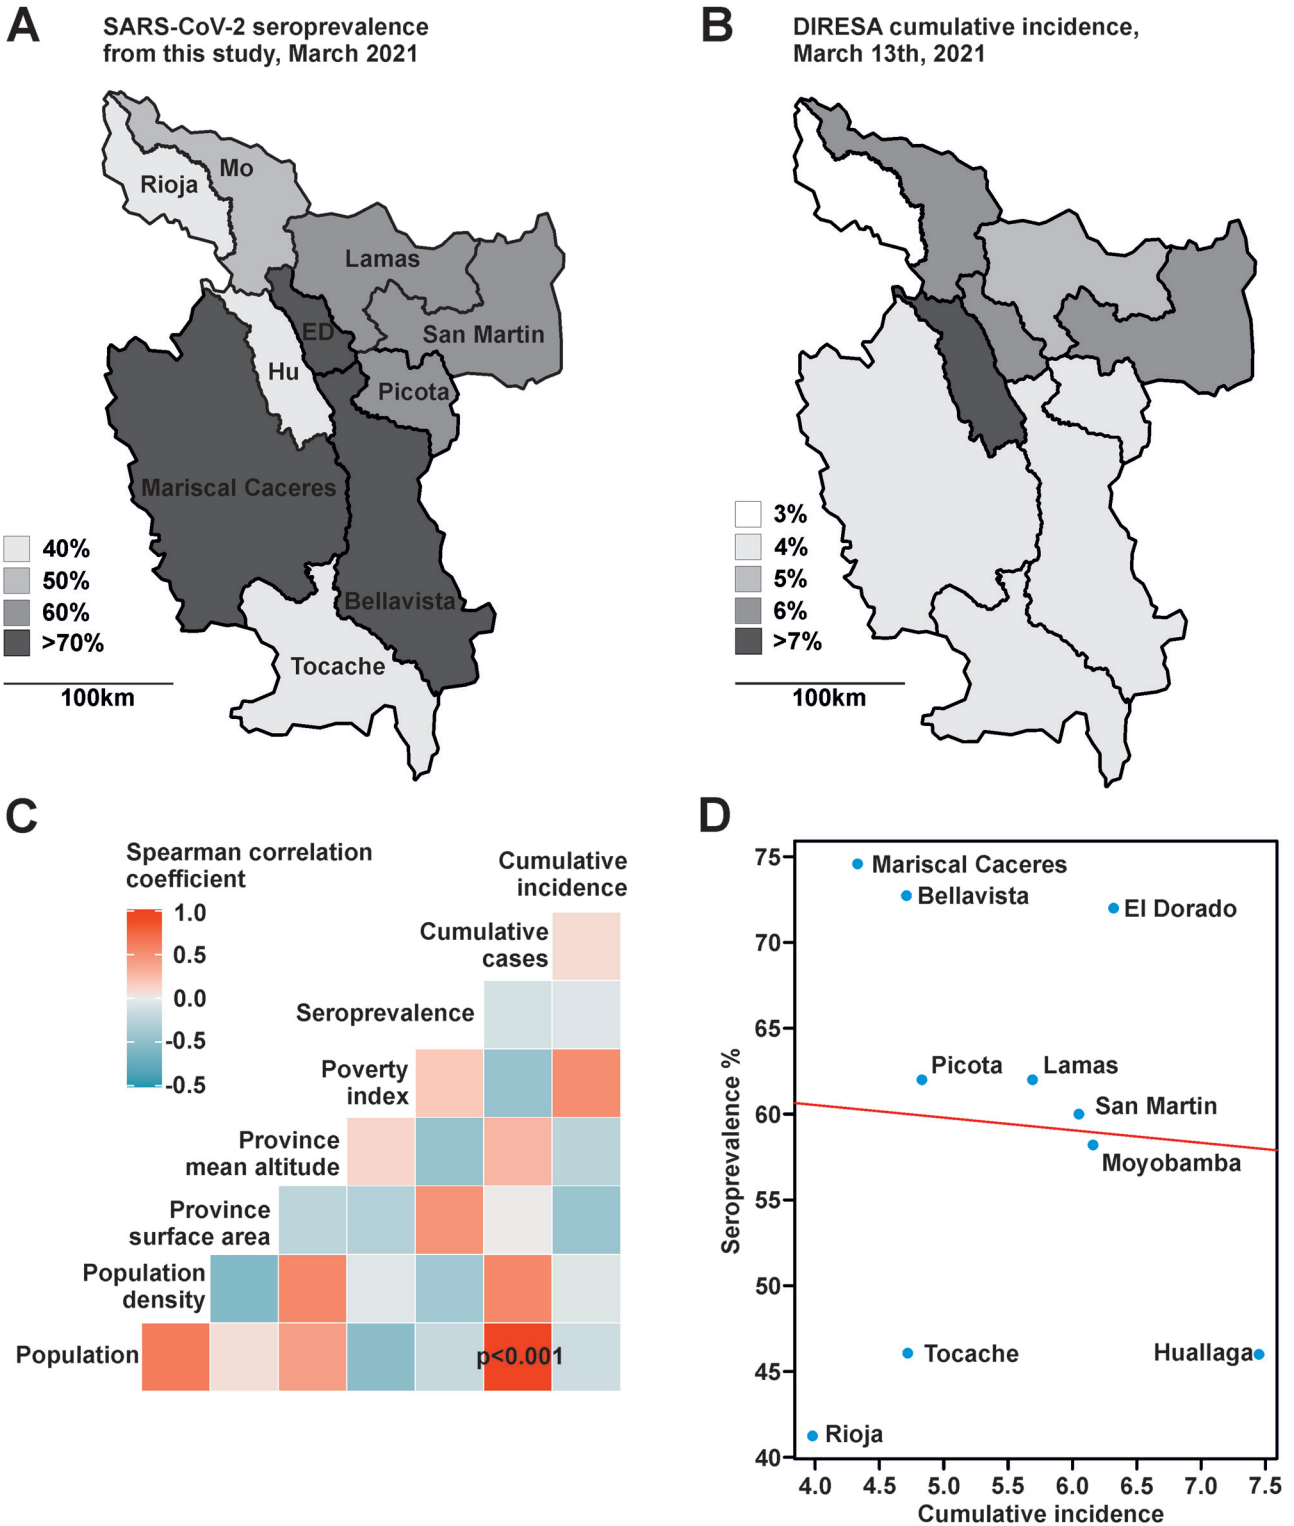 A
SARS-CoV-2 seroprevalence
from this study, March 2021
Mo
Rioja
Lamas
ED
San Martin
Hu
Picota
Mariscal Caceres
Bellavista
Tocache
40%
50%
60%
>70%
100km
B
DIRESA cumulative incidence,
March 13th, 2021
3%
4%
5%
6%
>7%
100km
C
Spearman correlation
coefficient
1.0
0.5
0.0
-0.5
-0.5
Cumulative
incidence
Cumulative
cases
Seroprevalence
Poverty
index
Province
mean altitude
Province
surface area
Population
density
Population
p<0.001
D
Seroprevalence %
75
70
65
60
55
50
45
40
Mariscal Caceres
Bellavista
El Dorado
Picota
Lamas
San Martin
Moyobamba
Tocache
Huallaga
Rioja
4.0 4.5 5.0 5.5 6.0 6.5 7.0 7.5
Cumulative incidence